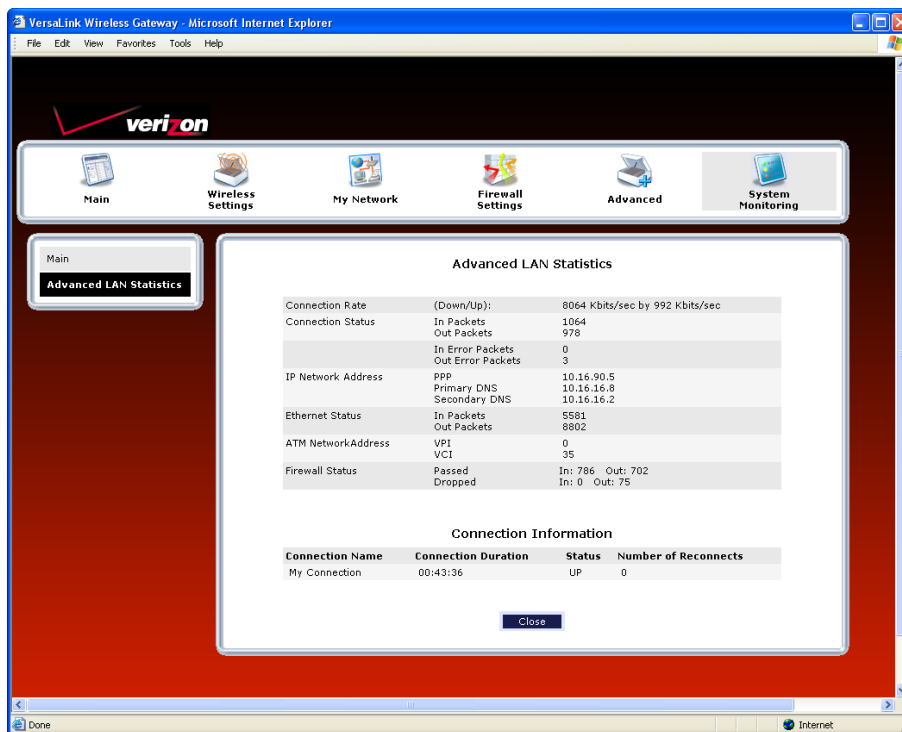 VersaLink Wireless Gateway - Microsoft Internet Explorer
File Edit View Favorites Tools Help
verizon
Main
Wireless Settings
My Network
Firewall Settings
Advanced
System Monitoring
Main
Advanced LAN Statistics
Advanced LAN Statistics
Connection Rate (Down/Up): 8064 Kbits/sec by 992 Kbits/sec
Connection Status In Packets 1064
Out Packets 978
In Error Packets 0
Out Error Packets 3
IP Network Address PPP 10.16.90.5
Primary DNS 10.16.16.8
Secondary DNS 10.16.16.2
Ethernet Status In Packets 5581
Out Packets 8802
ATM NetworkAddress VPI 0
VCI 35
Firewall Status Passed In: 786 Out: 702
Dropped In: 0 Out: 75
Connection Information
Connection Name Connection Duration Status Number of Reconnects
My Connection 00:43:36 UP 0
Close
Done Internet